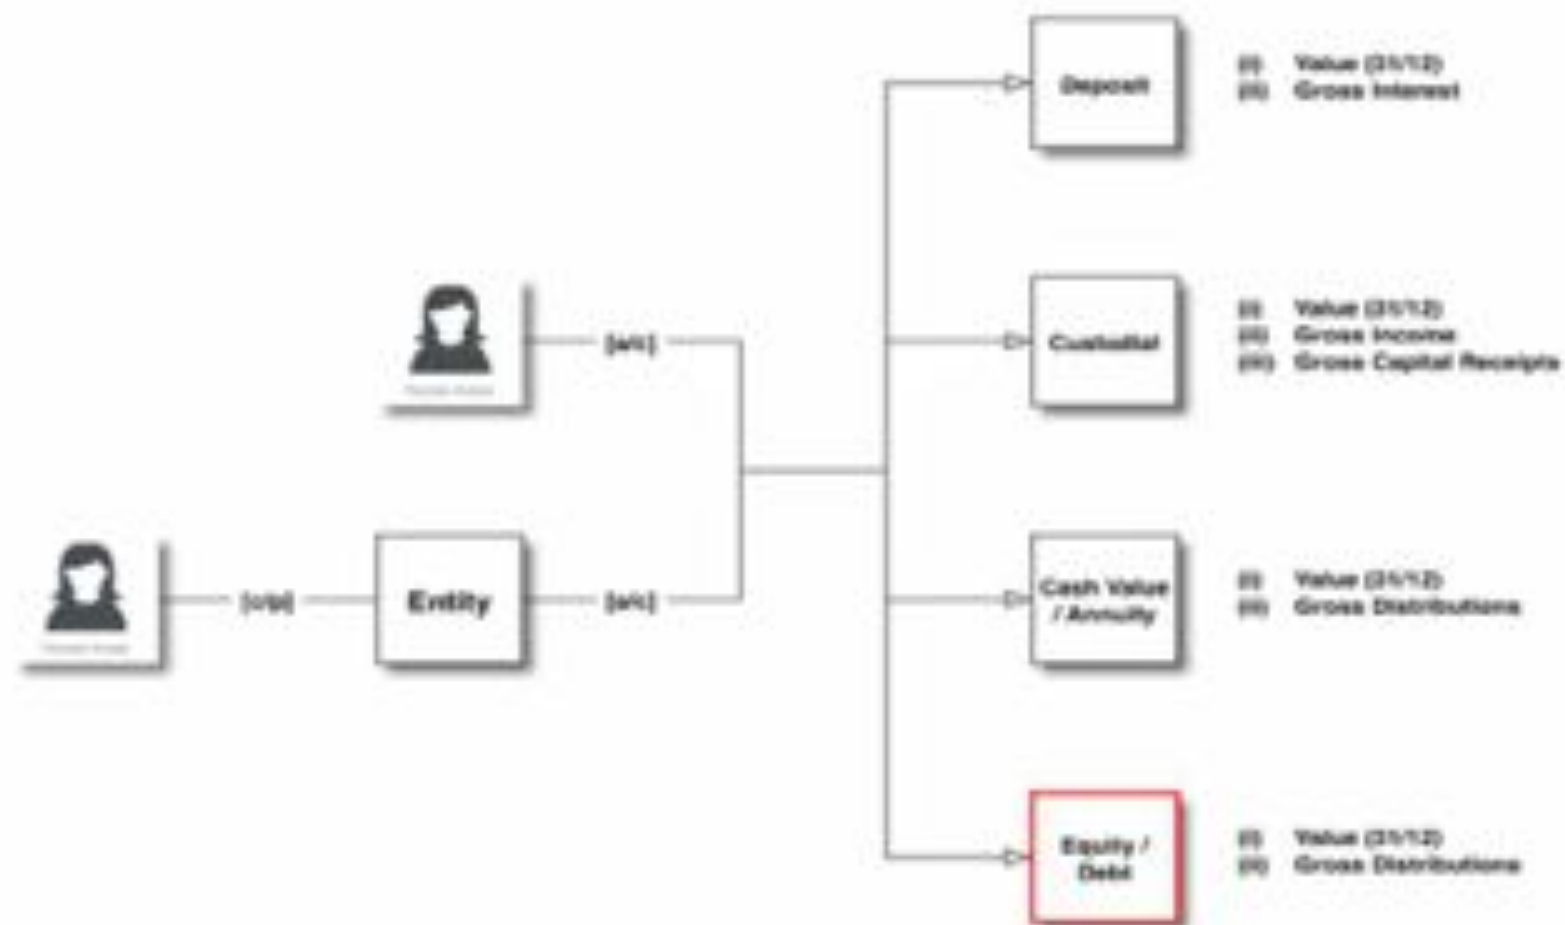 Deposit
(i) Value (31/12)
(ii) Gross Interest
[a/c]
Custodial
(i) Value (31/12)
(ii) Gross Income
(iii) Gross Capital Receipts
[c/p]
Entity
[a/c]
Cash Value
/ Annuity
(i) Value (31/12)
(ii) Gross Distributions
Equity /
Debt
(i) Value (31/12)
(ii) Gross Distributions